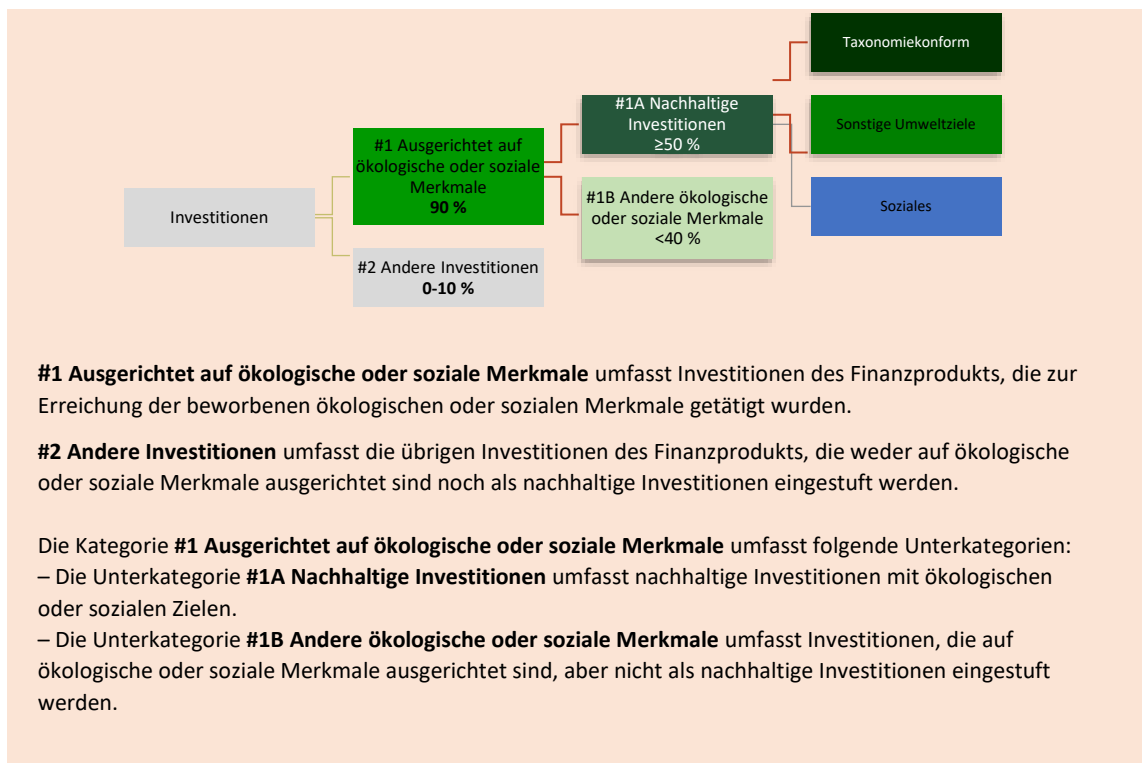 Taxonomiekonform
#1A Nachhaltige
Investitionen
≥50 %
Sonstige Umweltziele
#1 Ausgerichtet auf
ökologische oder soziale
Merkmale
90 %
#1B Andere ökologische
oder soziale Merkmale
<40 %
Soziales
Investitionen
#2 Andere Investitionen
0-10 %
#1 Ausgerichtet auf ökologische oder soziale Merkmale umfasst Investitionen des Finanzprodukts, die zur
Erreichung der beworbenen ökologischen oder sozialen Merkmale getätigt wurden.
#2 Andere Investitionen umfasst die übrigen Investitionen des Finanzprodukts, die weder auf ökologische
oder soziale Merkmale ausgerichtet sind noch als nachhaltige Investitionen eingestuft werden.
Die Kategorie #1 Ausgerichtet auf ökologische oder soziale Merkmale umfasst folgende Unterkategorien:
– Die Unterkategorie #1A Nachhaltige Investitionen umfasst nachhaltige Investitionen mit ökologischen
oder sozialen Zielen.
– Die Unterkategorie #1B Andere ökologische oder soziale Merkmale umfasst Investitionen, die auf
ökologische oder soziale Merkmale ausgerichtet sind, aber nicht als nachhaltige Investitionen eingestuft
werden.